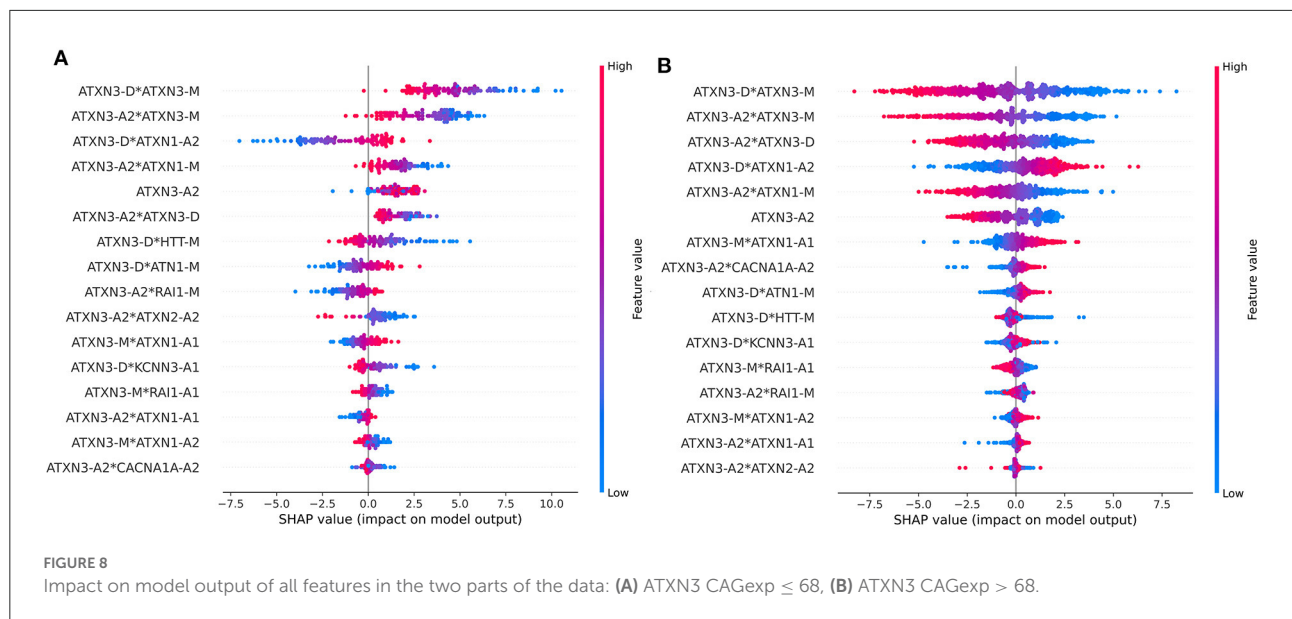 A
High
ATXN3-D*ATXN3-M
ATXN3-A2*ATXN3-M
ATXN3-D*ATXN1-A2
ATXN3-A2*ATXN1-M
ATXN3-A2
ATXN3-A2*ATXN3-D
ATXN3-D*HTT-M
ATXN3-D*ATN1-M
ATXN3-A2*RAI1-M
ATXN3-A2*ATXN2-A2
ATXN3-M*ATXN1-A1
ATXN3-D*KCNN3-A1
ATXN3-M*RAI1-A1
ATXN3-A2*ATXN1-A1
ATXN3-M*ATXN1-A2
ATXN3-A2*CACNA1A-A2
Feature value
Low
−7.5 −5.0 −2.5 0.0 2.5 5.0 7.5 10.0
SHAP value (impact on model output)
B
High
ATXN3-D*ATXN3-M
ATXN3-A2*ATXN3-M
ATXN3-A2*ATXN3-D
ATXN3-D*ATXN1-A2
ATXN3-A2*ATXN1-M
ATXN3-A2
ATXN3-M*ATXN1-A1
ATXN3-A2*CACNA1A-A2
ATXN3-D*ATN1-M
ATXN3-D*HTT-M
ATXN3-D*KCNN3-A1
ATXN3-M*RAI1-A1
ATXN3-A2*RAI1-M
ATXN3-M*ATXN1-A2
ATXN3-A2*ATXN1-A1
ATXN3-A2*ATXN2-A2
Feature value
Low
−7.5 −5.0 −2.5 0.0 2.5 5.0 7.5
SHAP value (impact on model output)
FIGURE 8
Impact on model output of all features in the two parts of the data: (A) ATXN3 CAGexp ≤ 68, (B) ATXN3 CAGexp > 68.